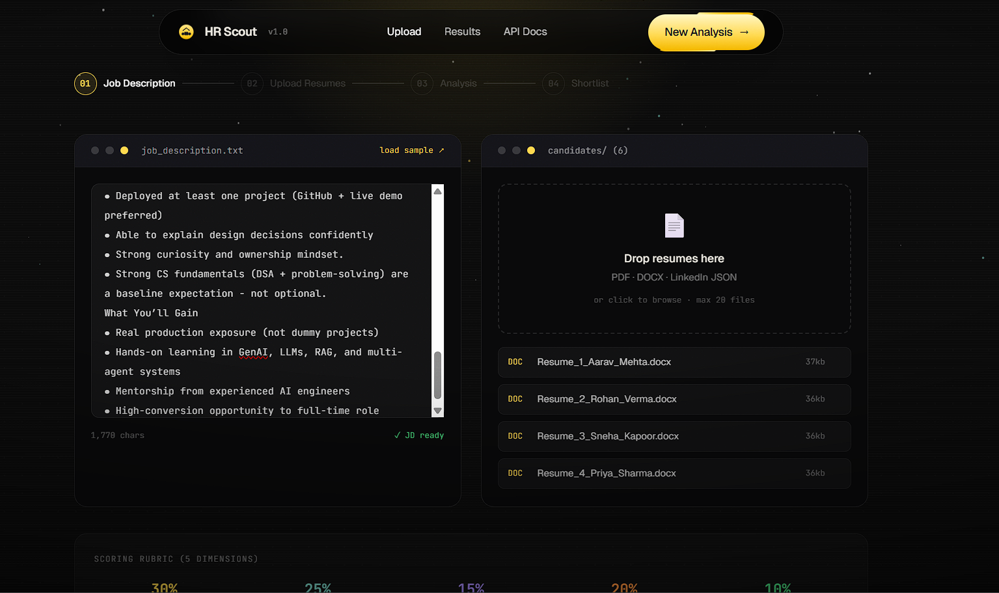 HR Scout v1.0
Upload
Results
API Docs
New Analysis →
01 Job Description
02 Upload Resumes
03 Analysis
04 Shortlist
job_description.txt
load sample ↗
● Deployed at least one project (GitHub + live demo
preferred)
● Able to explain design decisions confidently
● Strong curiosity and ownership mindset.
● Strong CS fundamentals (DSA + problem-solving) are
a baseline expectation - not optional.
What You’ll Gain
● Real production exposure (not dummy projects)
● Hands-on learning in GenAI, LLMs, RAG, and multi-
agent systems
● Mentorship from experienced AI engineers
● High-conversion opportunity to full-time role
1,770 chars
✓ JD ready
candidates/ (6)
Drop resumes here
PDF · DOCX · LinkedIn JSON
or click to browse · max 20 files
DOC Resume_1_Aarav_Mehta.docx 37kb
DOC Resume_2_Rohan_Verma.docx 36kb
DOC Resume_3_Sneha_Kapoor.docx 36kb
DOC Resume_4_Priya_Sharma.docx 36kb
SCORING RUBRIC (5 DIMENSIONS)
30% 25% 15% 20% 10%